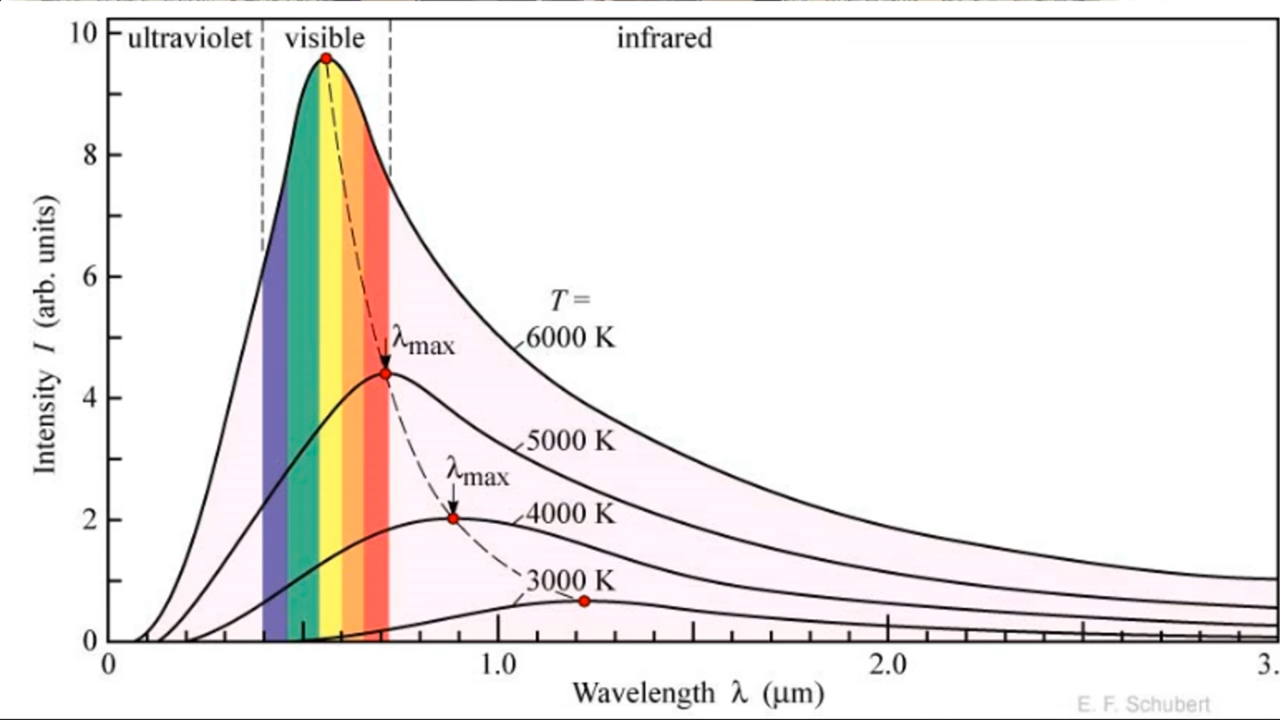 10
ultraviolet
visible
infrared
8
6
4
2
0
Intensity I (arb. units)
T =
6000 K
λmax
5000 K
λmax
4000 K
3000 K
0
1.0
2.0
3.
Wavelength λ (μm)
E. F. Schubert